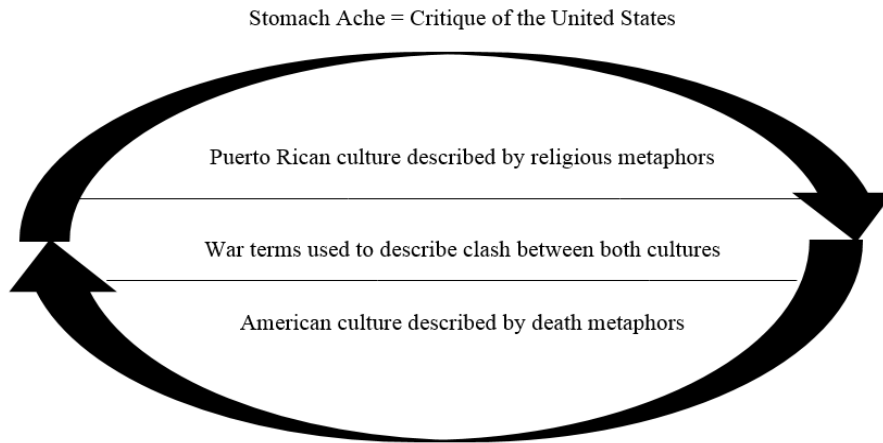 Stomach Ache = Critique of the United States
Puerto Rican culture described by religious metaphors
War terms used to describe clash between both cultures
American culture described by death metaphors